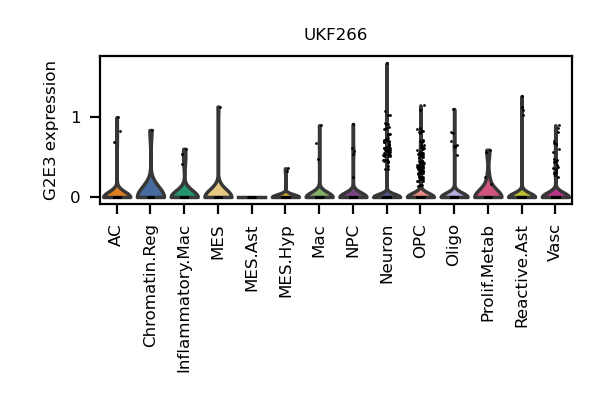 UKF266
G2E3 expression
1
0
AC
Chromatin.Reg
Inflammatory.Mac
MES
MES.Ast
MES.Hyp
Mac
NPC
Neuron
OPC
Oligo
Prolif.Metab
Reactive.Ast
Vasc